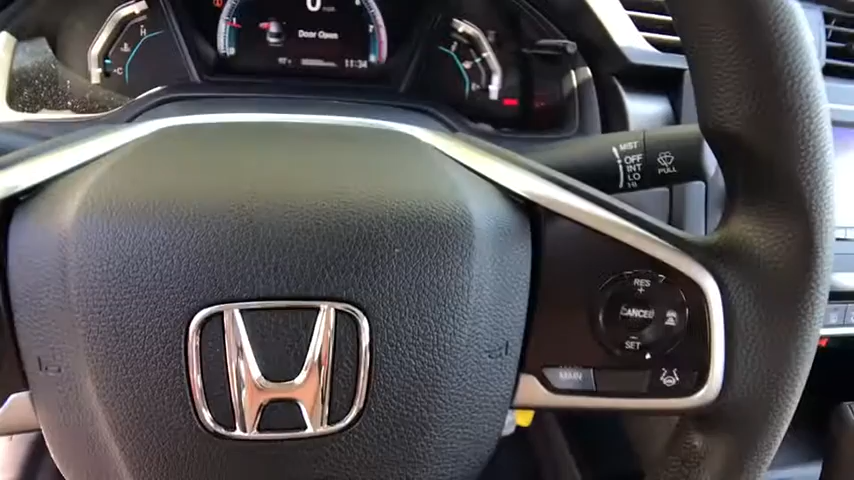 0
Door Open
11:34
MIST
OFF
INT
LO
HI
PULL
RES +
CANCEL
SET -
MAIN